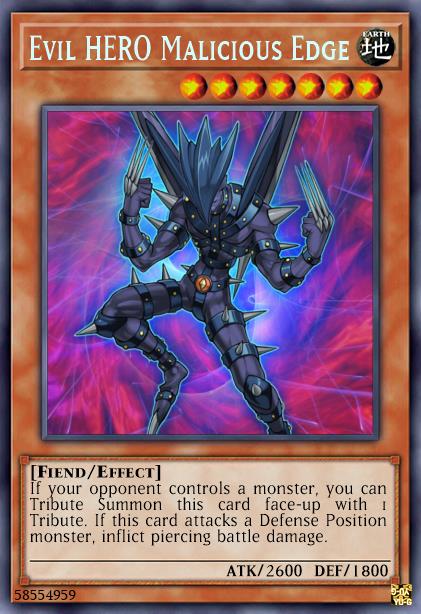 Evil HERO Malicious Edge
EARTH
地
[Fiend/Effect]
If your opponent controls a monster, you can
Tribute Summon this card face-up with 1
Tribute. If this card attacks a Defense Position
monster, inflict piercing battle damage.
ATK/2600 DEF/1800
58554959